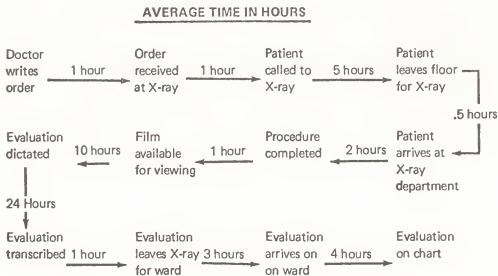 AVERAGE TIME IN HOURS
Doctor
writes
order
1 hour
Order
received
at X-ray
1 hour
Patient
called to
X-ray
5 hours
Patient
leaves floor
for X-ray
.5 hours
Patient
arrives at
X-ray
department
2 hours
Procedure
completed
1 hour
Film
available
for viewing
10 hours
Evaluation
dictated
24 Hours
Evaluation
transcribed
1 hour
Evaluation
leaves X-ray
for ward
3 hours
Evaluation
arrives on
on ward
4 hours
Evaluation
on chart